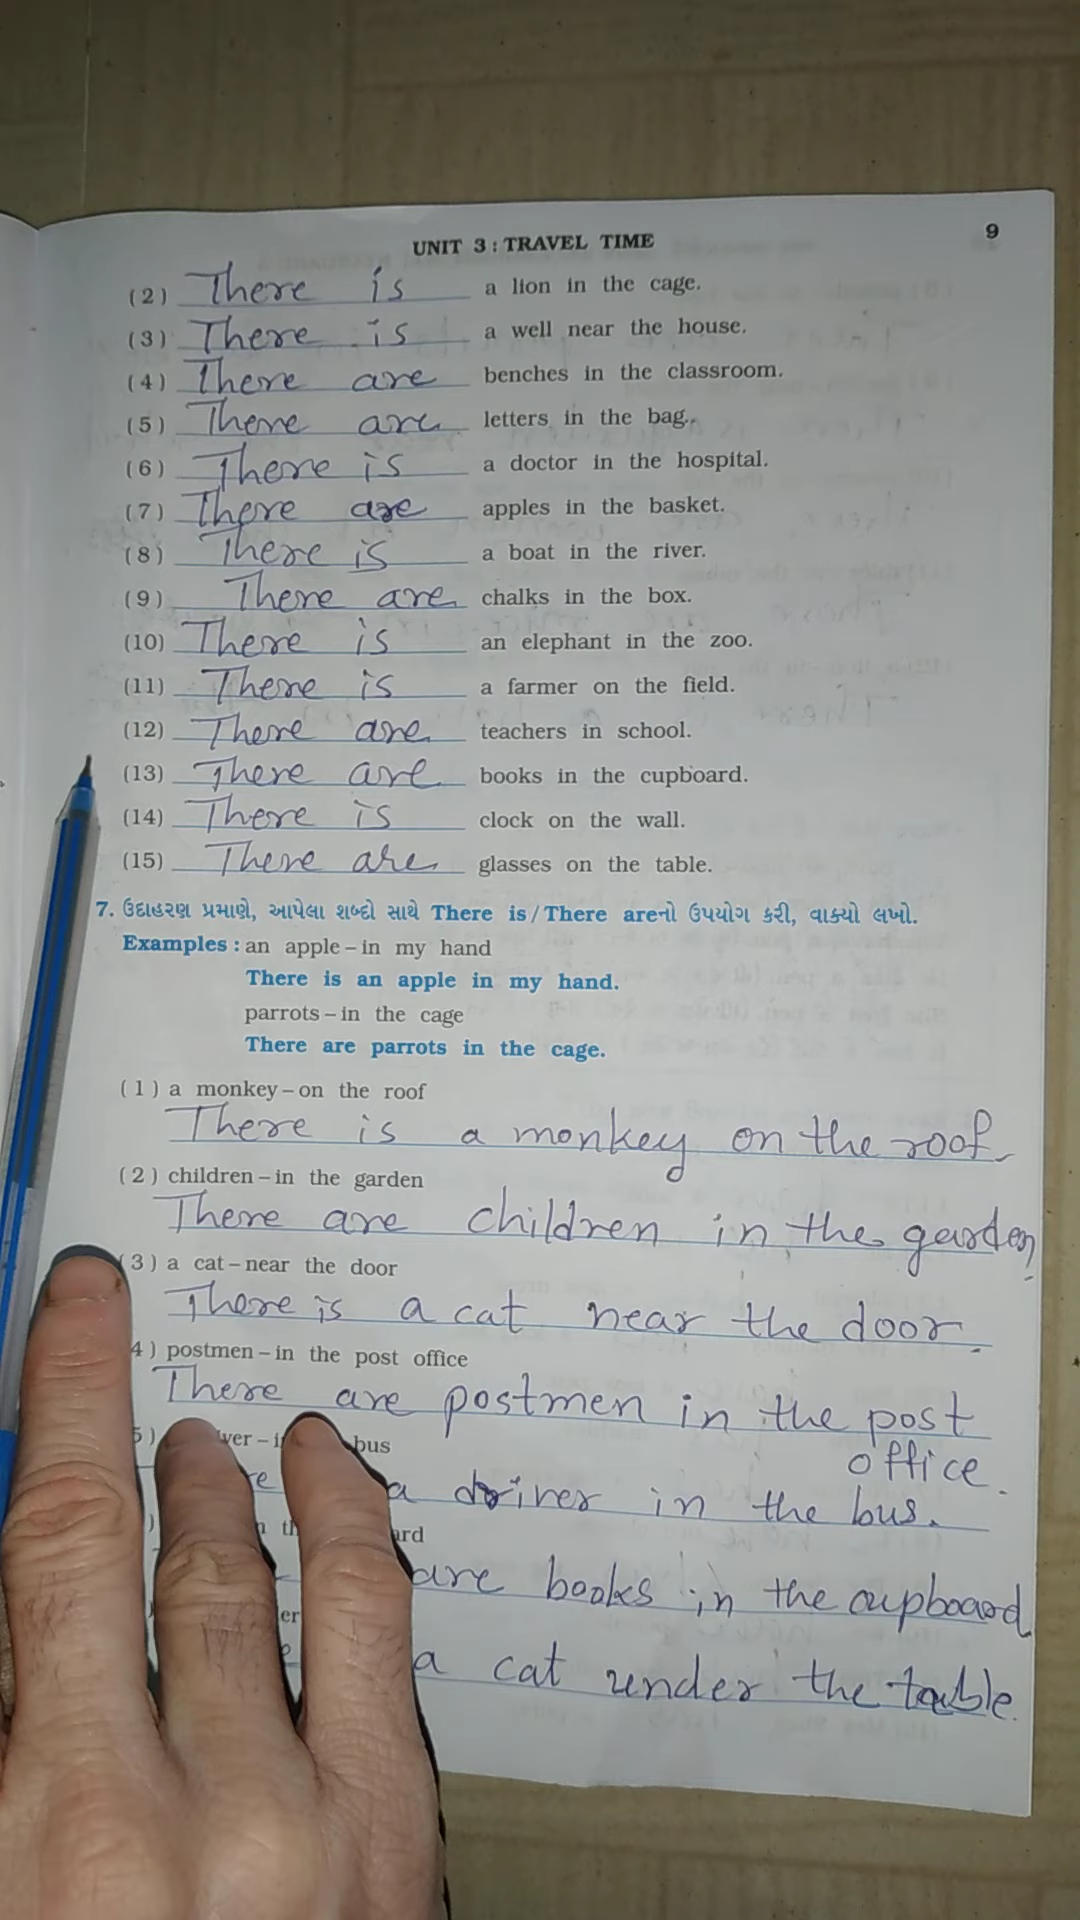 UNIT 3 : TRAVEL TIME 9
(2) There is a lion in the cage.
(3) There is a well near the house.
(4) There are benches in the classroom.
(5) There are letters in the bag.
(6) There is a doctor in the hospital.
(7) There are apples in the basket.
(8) There is a boat in the river.
(9) There are chalks in the box.
(10) There is an elephant in the zoo.
(11) There is a farmer on the field.
(12) There are teachers in school.
(13) There are books in the cupboard.
(14) There is clock on the wall.
(15) There are glasses on the table.
7. ઉદાહરણ પ્રમાણે, આપેલા શબ્દો સાથે There is/There areનો ઉપયોગ કરી, વાક્યો લખો.
Examples : an apple – in my hand
There is an apple in my hand.
parrots – in the cage
There are parrots in the cage.
(1) a monkey – on the roof
There is a monkey on the roof.
(2) children – in the garden
There are children in the garden.
3) a cat – near the door
There is a cat near the door.
4) postmen – in the post office
There are postmen in the post
office.
5) bus
a driver in the bus.
are books in the cupboard
a cat under the table.